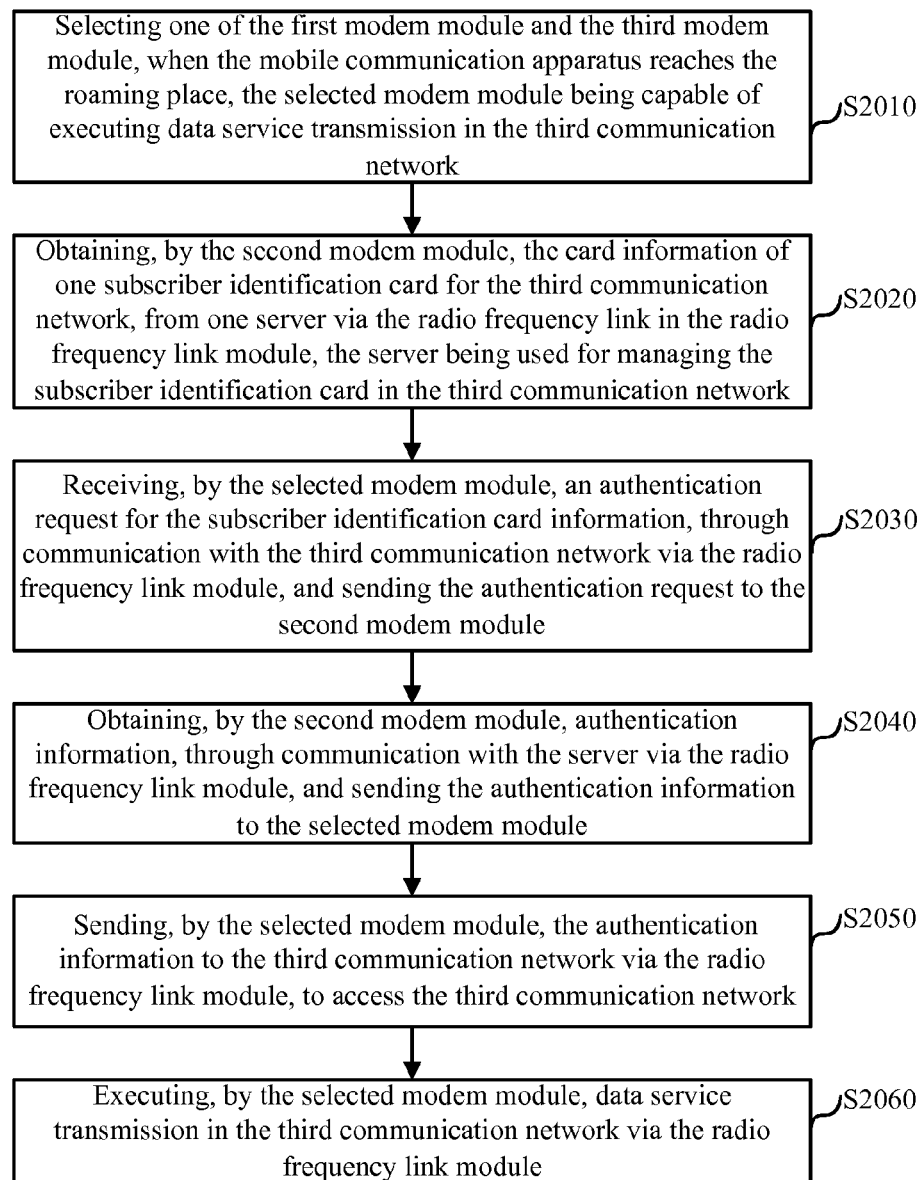 Selecting one of the first modem module and the third modem
module, when the mobile communication apparatus reaches the
roaming place, the selected modem module being capable of
executing data service transmission in the third communication
network
S2010
Obtaining, by the second modem module, the card information of
one subscriber identification card for the third communication
network, from one server via the radio frequency link in the radio
frequency link module, the server being used for managing the
subscriber identification card in the third communication network
S2020
Receiving, by the selected modem module, an authentication
request for the subscriber identification card information, through
communication with the third communication network via the radio
frequency link module, and sending the authentication request to the
second modem module
S2030
Obtaining, by the second modem module, authentication
information, through communication with the server via the radio
frequency link module, and sending the authentication information
to the selected modem module
S2040
Sending, by the selected modem module, the authentication
information to the third communication network via the radio
frequency link module, to access the third communication network
S2050
Executing, by the selected modem module, data service
transmission in the third communication network via the radio
frequency link module
S2060